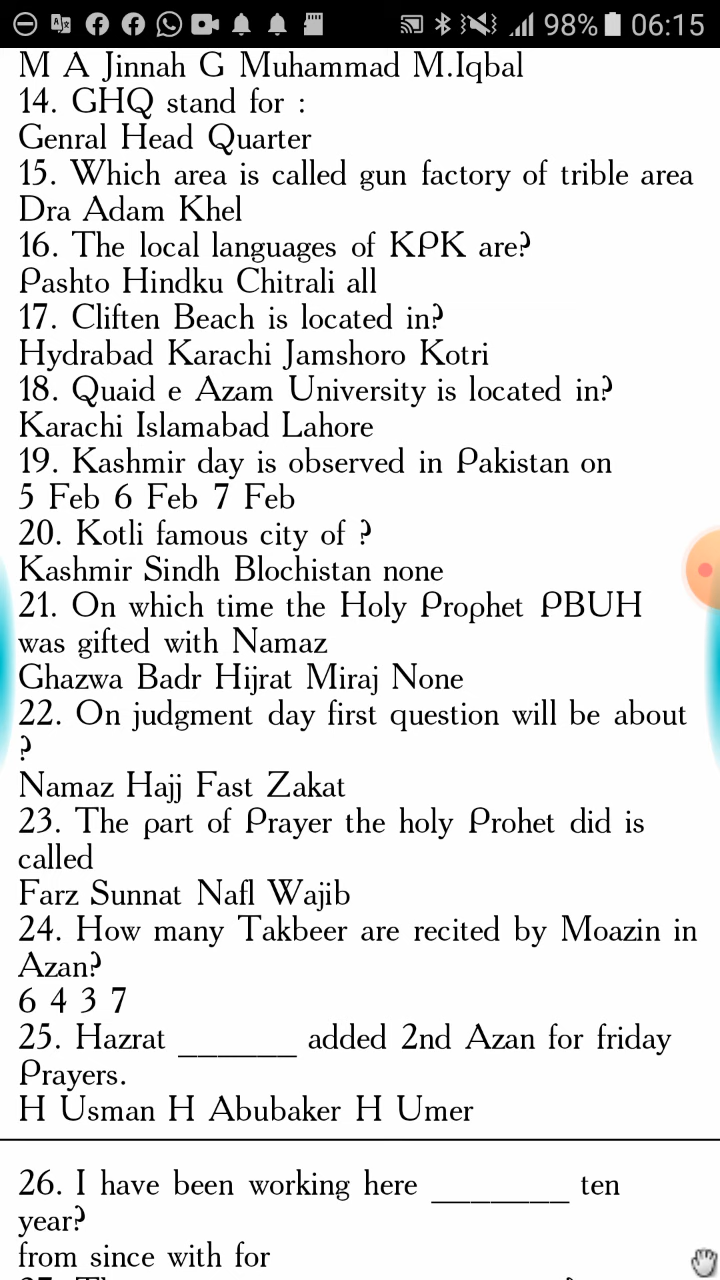 98% 06:15
M A Jinnah G Muhammad M.Iqbal
14. GHQ stand for :
Genral Head Quarter
15. Which area is called gun factory of trible area
Dra Adam Khel
16. The local languages of KPK are?
Pashto Hindku Chitrali all
17. Cliften Beach is located in?
Hydrabad Karachi Jamshoro Kotri
18. Quaid e Azam University is located in?
Karachi Islamabad Lahore
19. Kashmir day is observed in Pakistan on
5 Feb 6 Feb 7 Feb
20. Kotli famous city of ?
Kashmir Sindh Blochistan none
21. On which time the Holy Prophet PBUH
was gifted with Namaz
Ghazwa Badr Hijrat Miraj None
22. On judgment day first question will be about
?
Namaz Hajj Fast Zakat
23. The part of Prayer the holy Prohet did is
called
Farz Sunnat Nafl Wajib
24. How many Takbeer are recited by Moazin in
Azan?
6 4 3 7
25. Hazrat ______ added 2nd Azan for friday
Prayers.
H Usman H Abubaker H Umer
26. I have been working here _______ ten
year?
from since with for